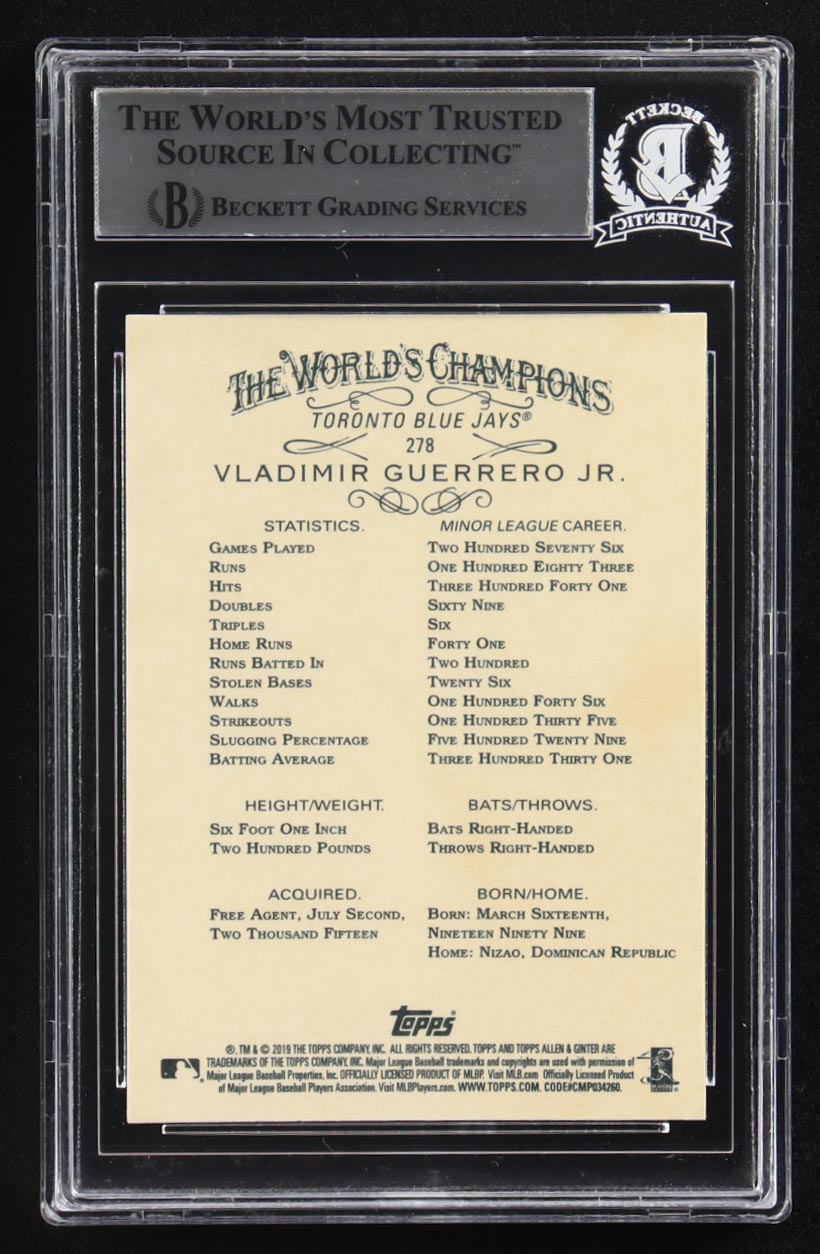 THE WORLD'S MOST TRUSTED
SOURCE IN COLLECTING™
B BECKETT GRADING SERVICES
BECKETT
B
AUTHENTIC
THE WORLD'S CHAMPIONS
TORONTO BLUE JAYS®
278
VLADIMIR GUERRERO JR.
STATISTICS. MINOR LEAGUE CAREER.
GAMES PLAYED TWO HUNDRED SEVENTY SIX
RUNS ONE HUNDRED EIGHTY THREE
HITS THREE HUNDRED FORTY ONE
DOUBLES SIXTY NINE
TRIPLES SIX
HOME RUNS FORTY ONE
RUNS BATTED IN TWO HUNDRED
STOLEN BASES TWENTY SIX
WALKS ONE HUNDRED FORTY SIX
STRIKEOUTS ONE HUNDRED THIRTY FIVE
SLUGGING PERCENTAGE FIVE HUNDRED TWENTY NINE
BATTING AVERAGE THREE HUNDRED THIRTY ONE
HEIGHT/WEIGHT. BATS/THROWS.
SIX FOOT ONE INCH BATS RIGHT-HANDED
TWO HUNDRED POUNDS THROWS RIGHT-HANDED
ACQUIRED. BORN/HOME.
FREE AGENT, JULY SECOND, BORN: MARCH SIXTEENTH,
TWO THOUSAND FIFTEEN NINETEEN NINETY NINE
HOME: NIZAO, DOMINICAN REPUBLIC
Topps®
®, TM & © 2019 THE TOPPS COMPANY, INC. ALL RIGHTS RESERVED. TOPPS AND TOPPS ALLEN & GINTER ARE
TRADEMARKS OF THE TOPPS COMPANY, INC. Major League Baseball trademarks and copyrights are used with permission of
Major League Baseball Properties, Inc. OFFICIALLY LICENSED PRODUCT OF MLBP. Visit MLB.com Officially Licensed Product
of Major League Baseball Players Association. Visit MLBPlayers.com. WWW.TOPPS.COM. CODE#CMP034260.